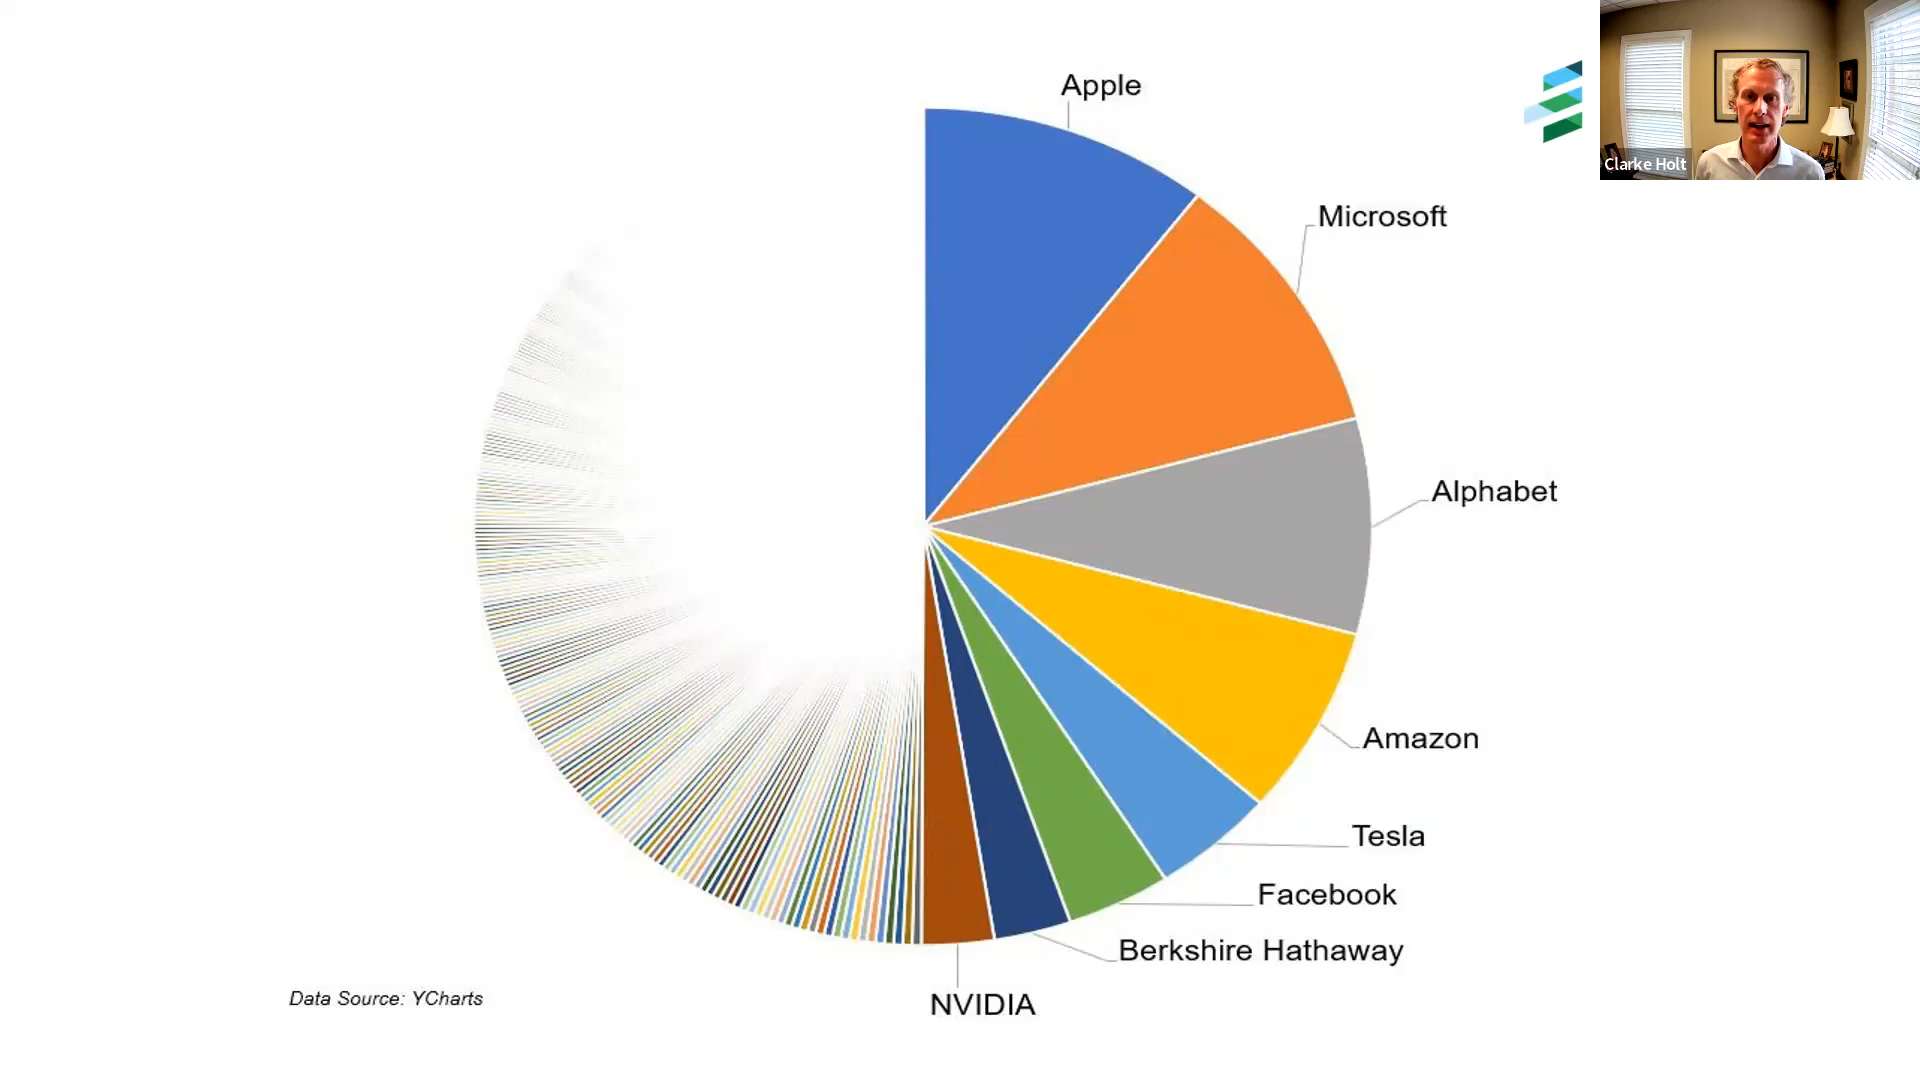 Apple
Clarke Holt
Microsoft
Alphabet
Amazon
Tesla
Facebook
Berkshire Hathaway
Data Source: YCharts
NVIDIA